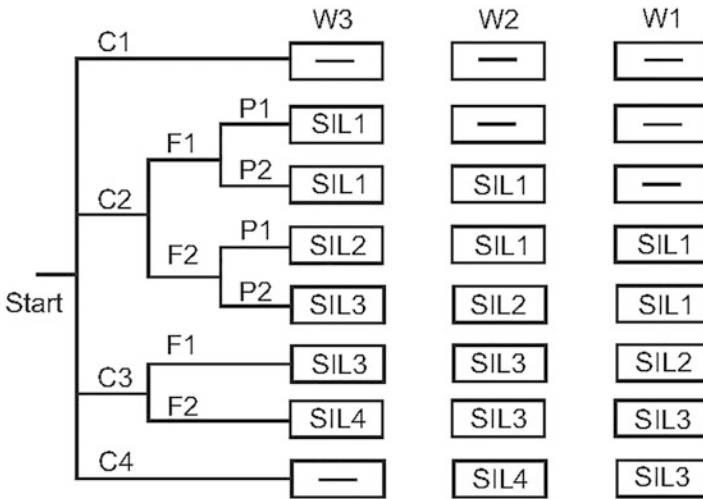 W3 W2 W1
C1 — — —
P1 SIL1 — —
F1
P2 SIL1 SIL1 —
C2
P1 SIL2 SIL1 SIL1
F2
P2 SIL3 SIL2 SIL1
Start
F1 SIL3 SIL3 SIL2
C3
F2 SIL4 SIL3 SIL3
C4 — SIL4 SIL3